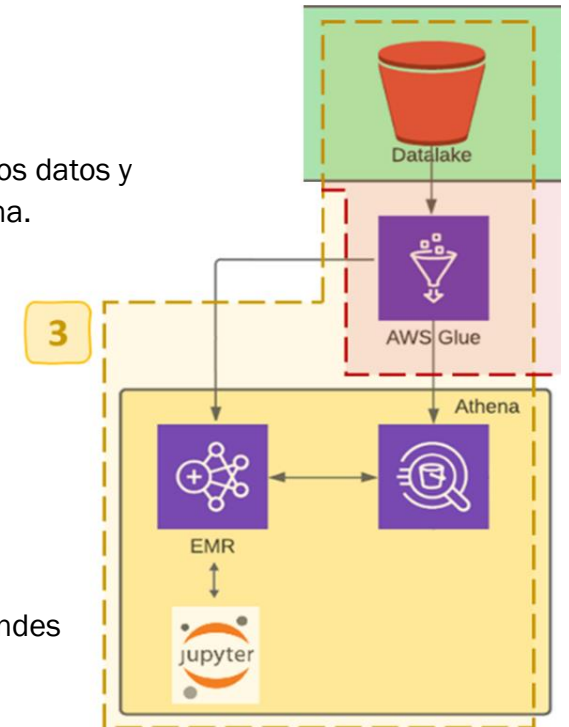 Datalake
os datos y
na.
AWS Glue
3
Athena
EMR
ndes
jupyter